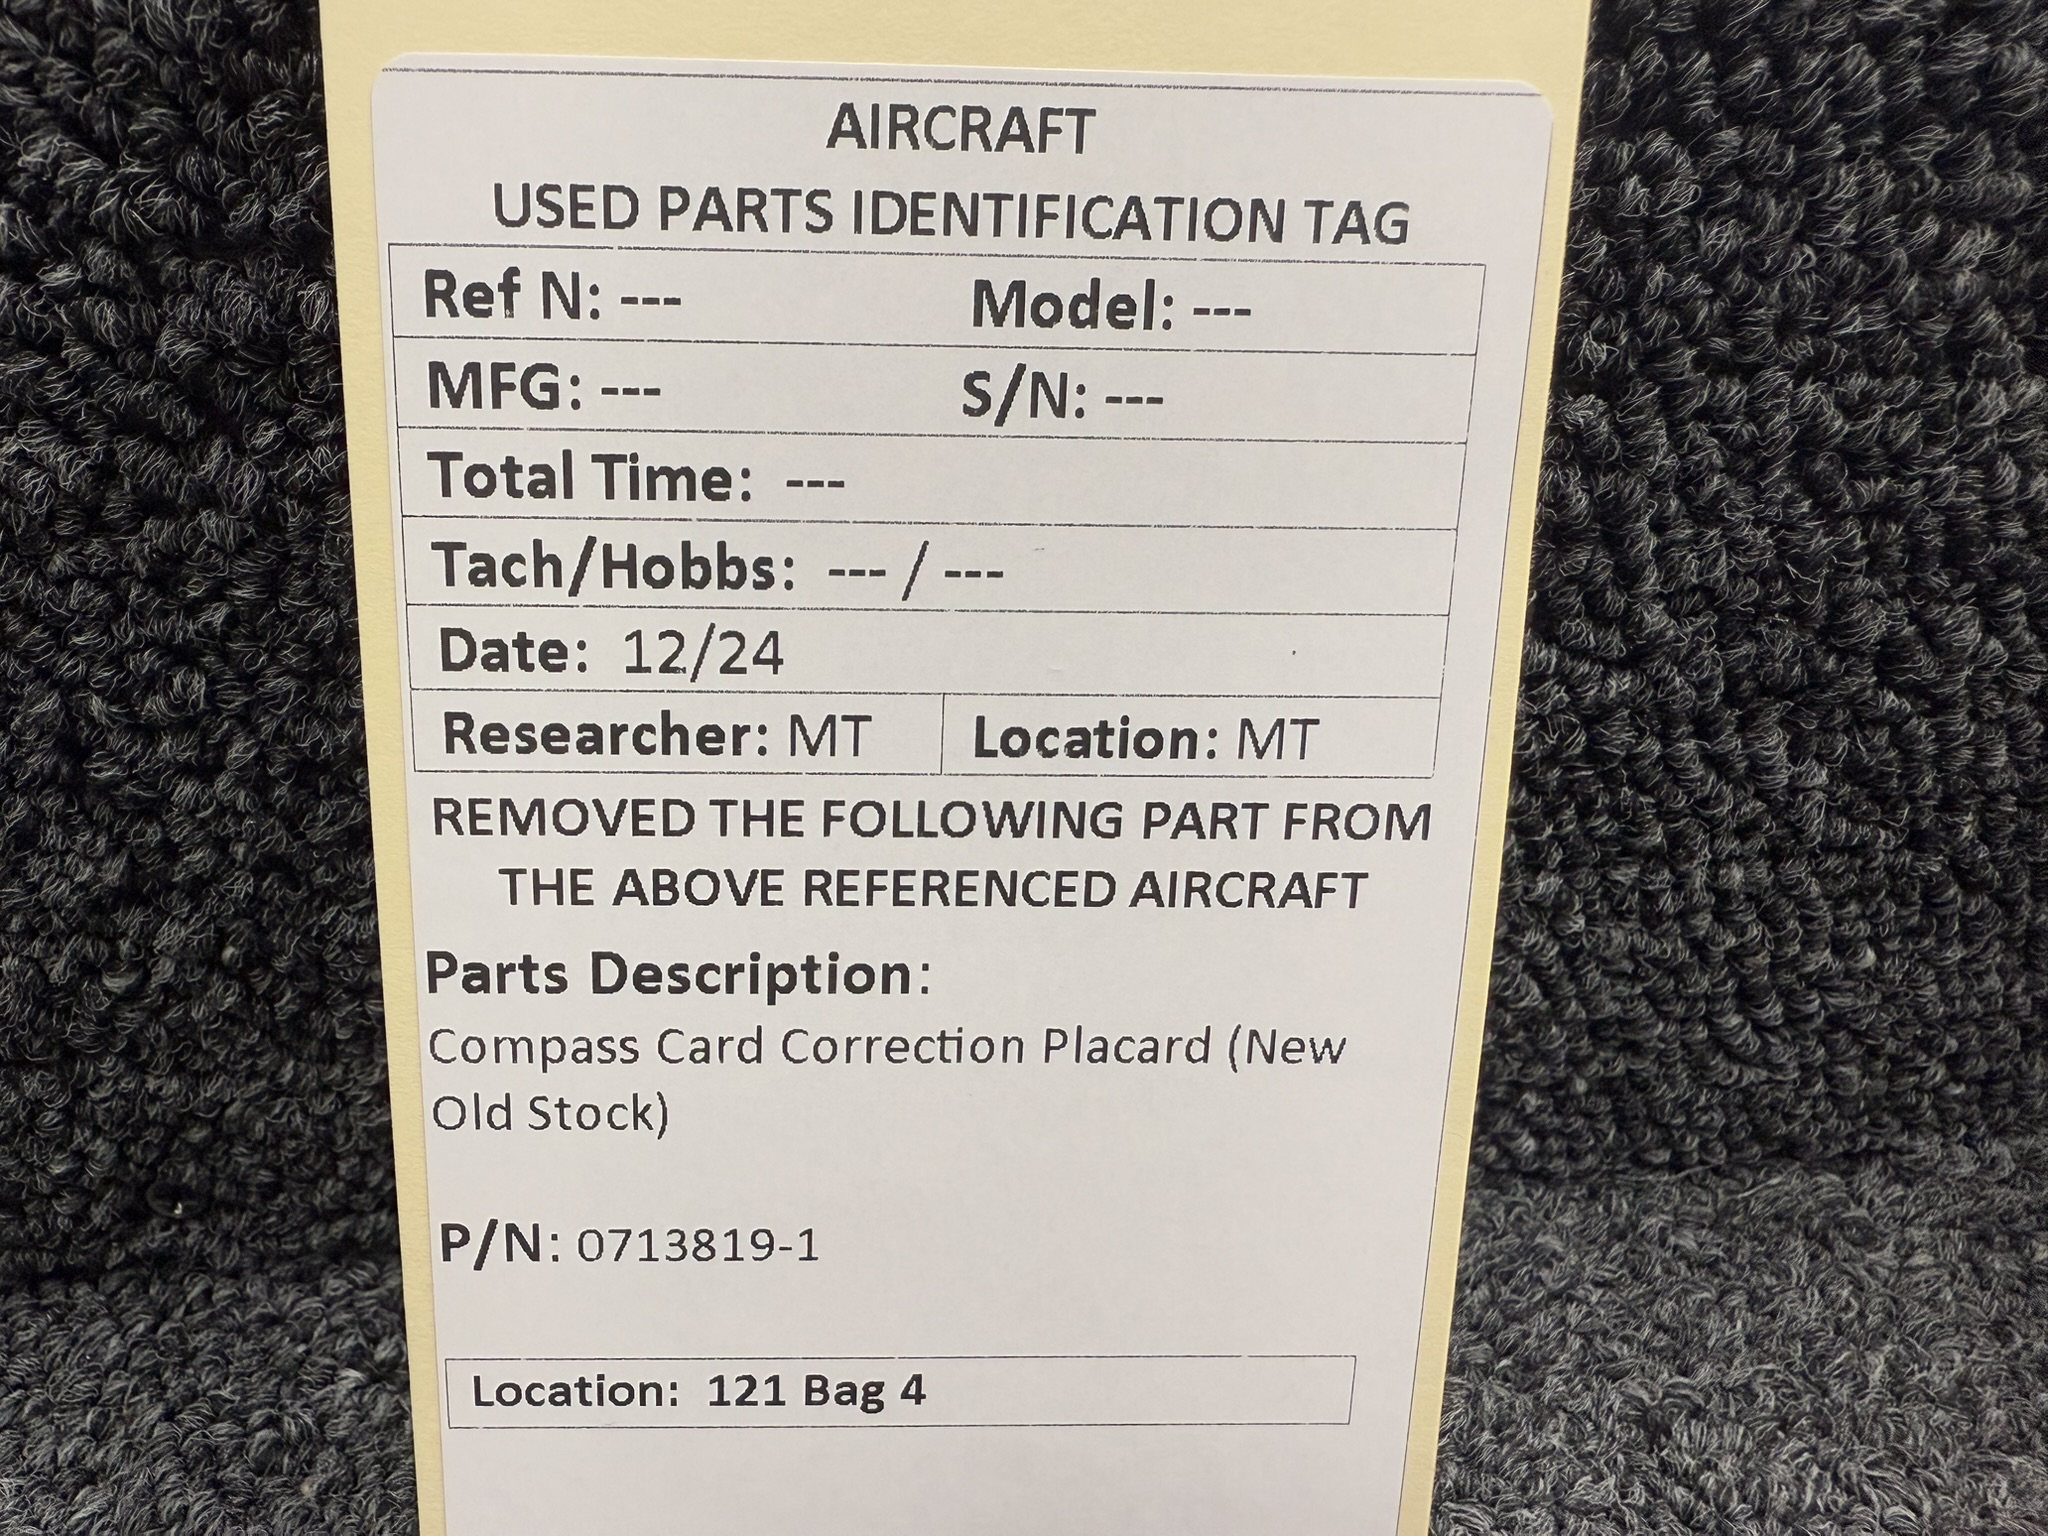 AIRCRAFT
USED PARTS IDENTIFICATION TAG
Ref N: --- Model: ---
MFG: --- S/N: ---
Total Time: ---
Tach/Hobbs: --- / ---
Date: 12/24
Researcher: MT Location: MT
REMOVED THE FOLLOWING PART FROM
THE ABOVE REFERENCED AIRCRAFT
Parts Description:
Compass Card Correction Placard (New
Old Stock)
P/N: 0713819-1
Location: 121 Bag 4